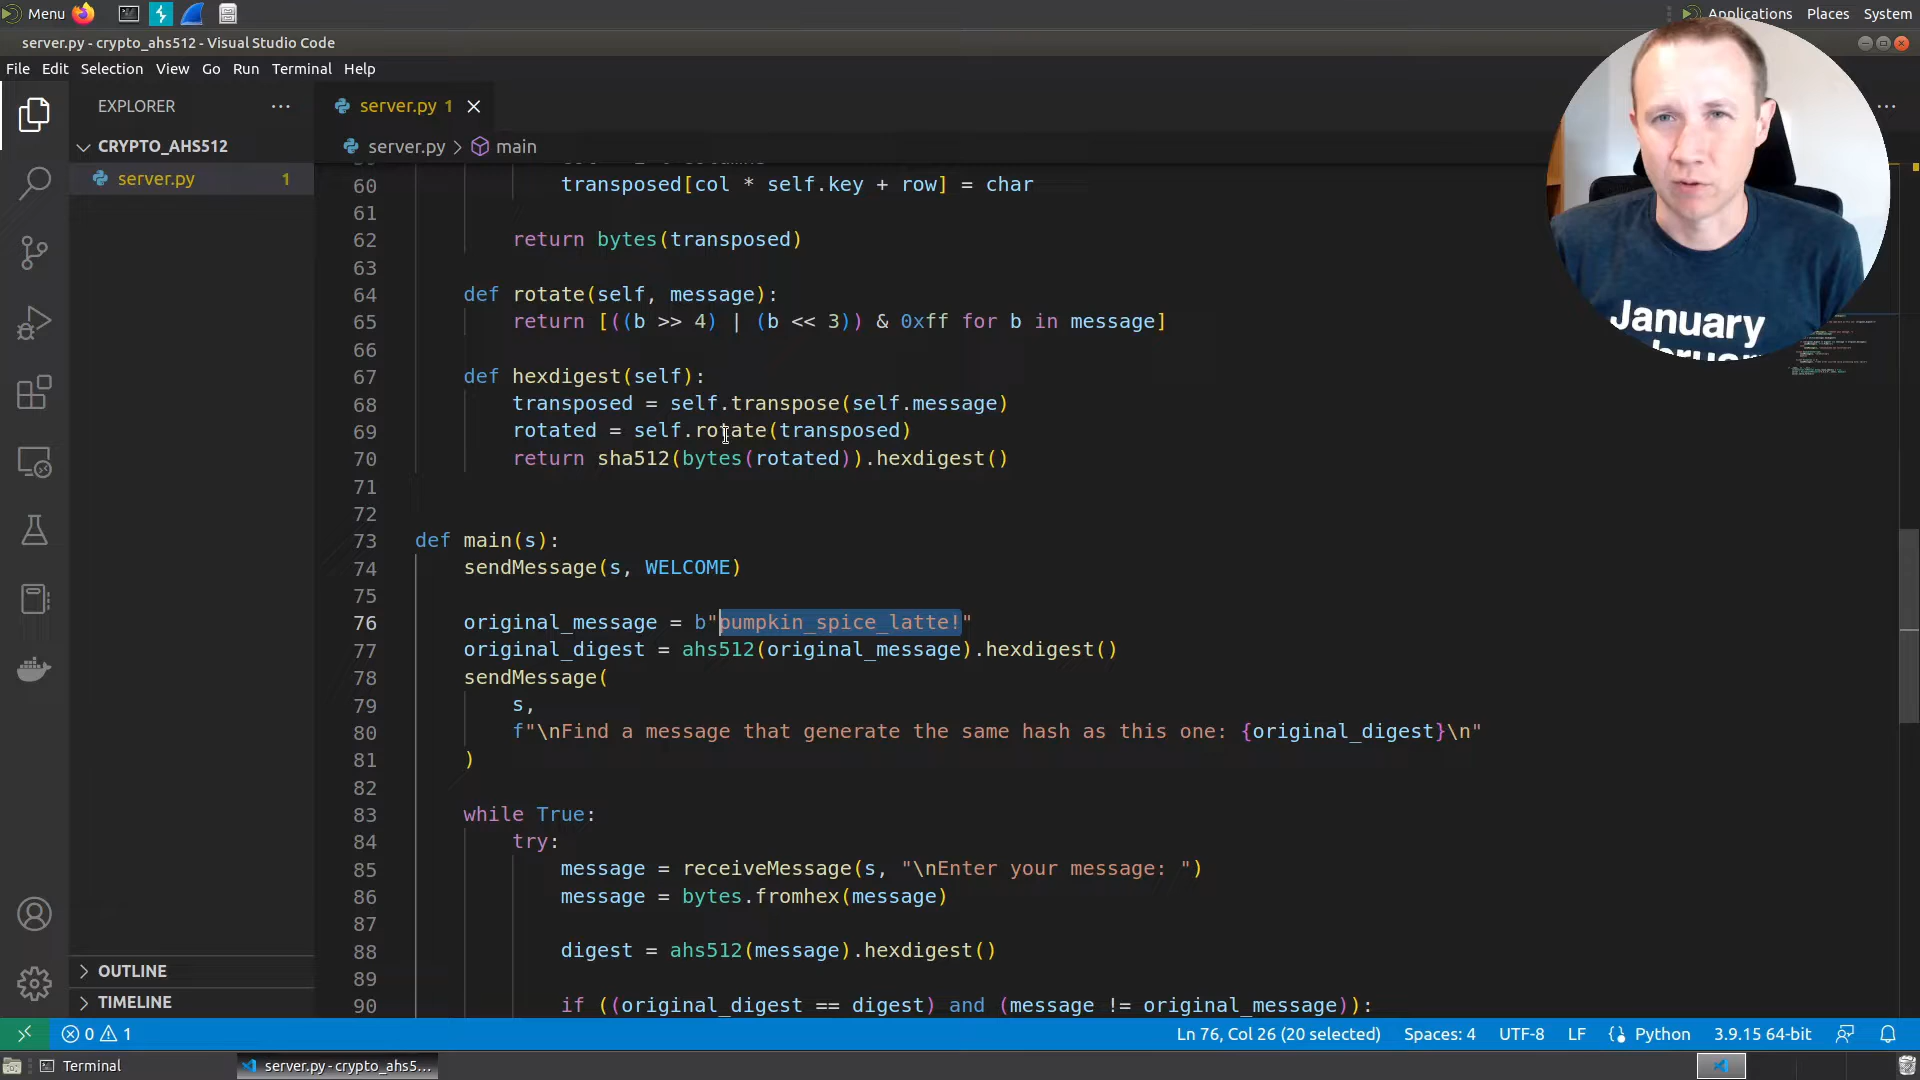 Menu
Applications Places System
server.py - crypto_ahs512 - Visual Studio Code
File Edit Selection View Go Run Terminal Help
EXPLORER
server.py 1
CRYPTO_AHS512
server.py > main
server.py 1
60 transposed[col * self.key + row] = char
61
62 return bytes(transposed)
63
64 def rotate(self, message):
65 return [((b >> 4) | (b << 3)) & 0xff for b in message]
66
67 def hexdigest(self):
68 transposed = self.transpose(self.message)
69 rotated = self.rotate(transposed)
70 return sha512(bytes(rotated)).hexdigest()
71
72
73 def main(s):
74 sendMessage(s, WELCOME)
75
76 original_message = b"pumpkin_spice_latte!"
77 original_digest = ahs512(original_message).hexdigest()
78 sendMessage(
79 s,
80 f"\nFind a message that generate the same hash as this one: {original_digest}\n"
81 )
82
83 while True:
84 try:
85 message = receiveMessage(s, "\nEnter your message: ")
86 message = bytes.fromhex(message)
87
88 digest = ahs512(message).hexdigest()
89
90 if ((original_digest == digest) and (message != original_message)):
January
OUTLINE
TIMELINE
0 1
Ln 76, Col 26 (20 selected) Spaces: 4 UTF-8 LF Python 3.9.15 64-bit
Terminal
server.py - crypto_ahs5...